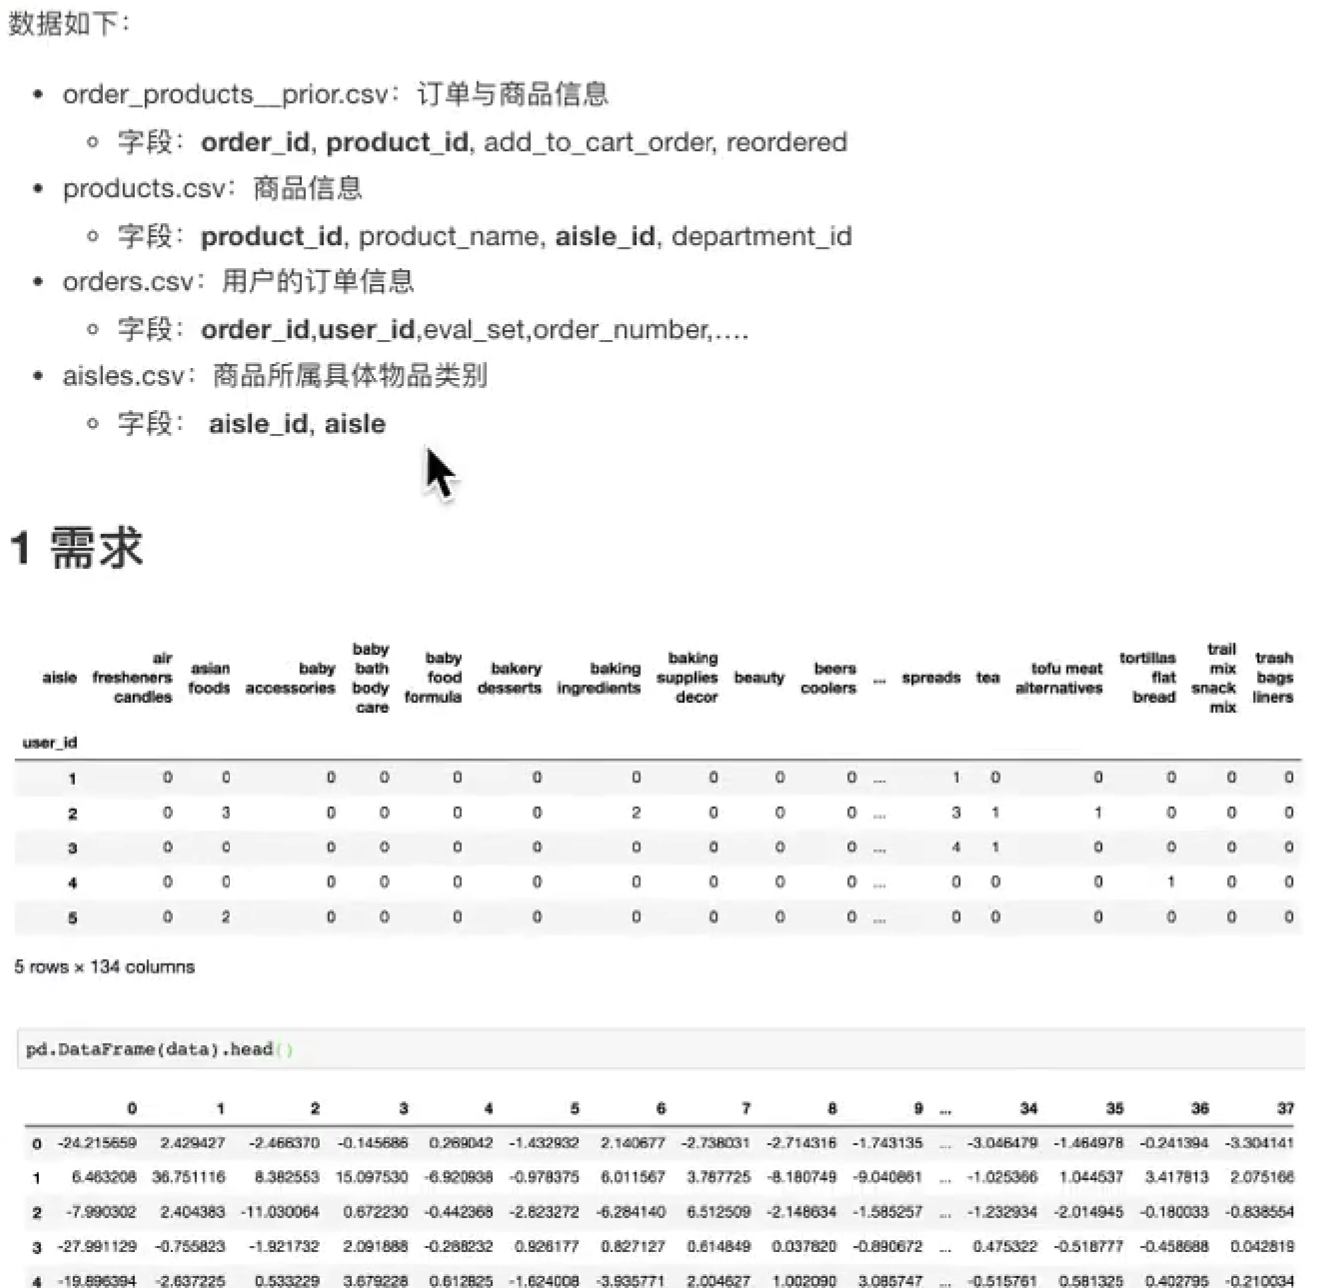 数据如下：
• order_products__prior.csv：订单与商品信息
◦ 字段：order_id, product_id, add_to_cart_order, reordered
• products.csv：商品信息
◦ 字段：product_id, product_name, aisle_id, department_id
• orders.csv：用户的订单信息
◦ 字段：order_id,user_id,eval_set,order_number,….
• aisles.csv：商品所属具体物品类别
◦ 字段： aisle_id, aisle
1 需求
aisle air fresheners candles asian foods baby accessories baby bath body care baby food formula bakery desserts baking ingredients baking supplies decor beauty beers coolers ... spreads tea tofu meat alternatives tortillas flat bread trail mix snack mix trash bags liners
user_id
1 0 0 0 0 0 0 0 0 0 0 ... 1 0 0 0 0 0
2 0 3 0 0 0 0 2 0 0 0 ... 3 1 1 0 0 0
3 0 0 0 0 0 0 0 0 0 0 ... 4 1 0 0 0 0
4 0 0 0 0 0 0 0 0 0 0 ... 0 0 0 1 0 0
5 0 2 0 0 0 0 0 0 0 0 ... 0 0 0 0 0 0
5 rows × 134 columns
pd.DataFrame(data).head()
0 1 2 3 4 5 6 7 8 9 ... 34 35 36 37
0 -24.215659 2.429427 -2.466370 -0.145686 0.269042 -1.432932 2.140677 -2.738031 -2.714316 -1.743135 ... -3.046479 -1.464978 -0.241394 -3.304141
1 6.463208 36.751116 8.382553 15.097530 -6.920938 -0.978375 6.011567 3.787725 -8.180749 -9.040861 ... -1.025366 1.044537 3.417813 2.075166
2 -7.990302 2.404383 -11.030064 0.672230 -0.442368 -2.823272 -6.284140 6.512509 -2.148634 -1.585257 ... -1.232934 -2.014945 -0.180033 -0.838554
3 -27.991129 -0.755823 -1.921732 2.091888 -0.288232 0.926177 0.827127 0.614849 0.037820 -0.890672 ... 0.475322 -0.518777 -0.458688 0.042819
4 -19.896394 -2.637225 0.533229 3.679228 0.612825 -1.624008 -3.935771 2.004627 1.002090 3.085747 ... -0.515761 0.581325 0.402795 -0.210034